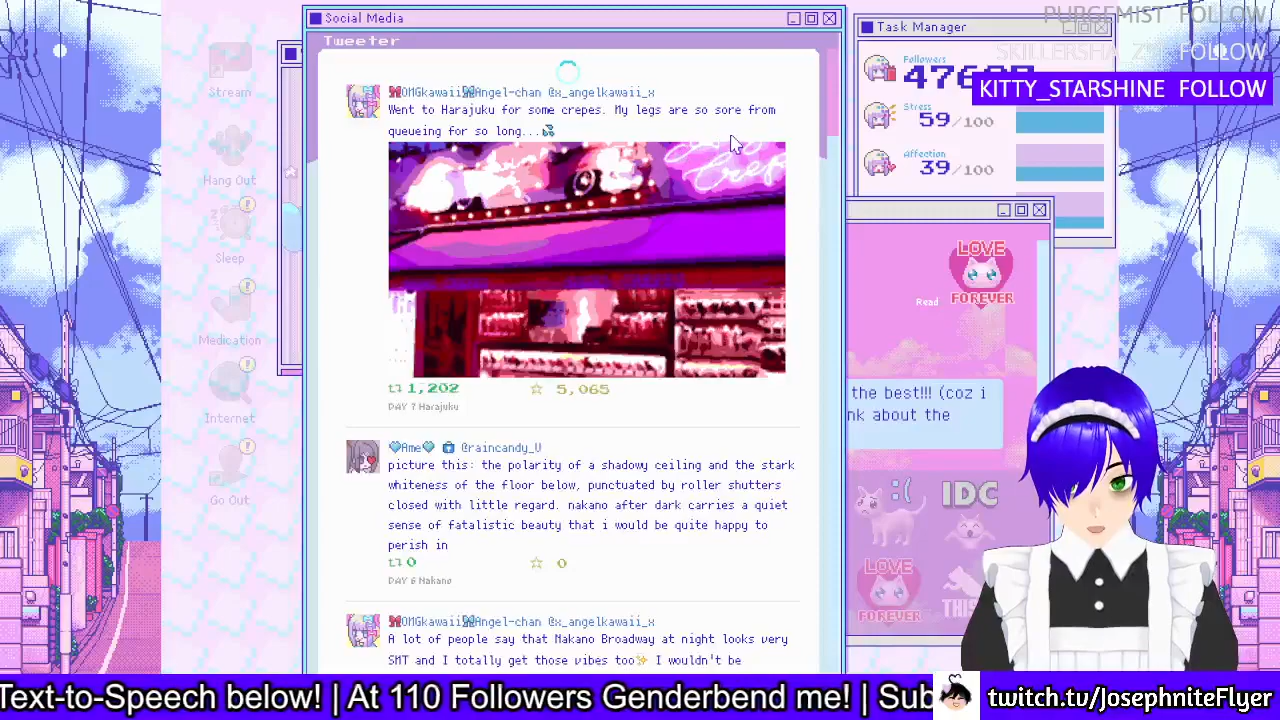 Social Media
Tweeter
OMGkawaiiAngel-chan @x_angelkawaii_x
Went to Harajuku for some crepes. My legs are so sore from
queueing for so long...
1,202 5,065
DAY 7 Harajuku
Ame @raincandy_U
picture this: the polarity of a shadowy ceiling and the stark
whiteness of the floor below, punctuated by roller shutters
closed with little regard. nakano after dark carries a quiet
sense of fatalistic beauty that i would be quite happy to
perish in
0 0
DAY 6 Nakano
OMGkawaiiAngel-chan @x_angelkawaii_x
A lot of people say that Nakano Broadway at night looks very
SMT and I totally get those vibes too I wouldn't be
Stream
Hang Out
Sleep
Medication
Internet
Go Out
Task Manager
Followers
Stress
59/100
Affection
39/100
PURGEMIST FOLLOW
FOLLOW
KITTY_STARSHINE FOLLOW
LOVE
FOREVER
Read
the best!!! (coz i
nk about the
:(
IDC
LOVE
FOREVER
THIS
Text-to-Speech below! | At 110 Followers Genderbend me! | Sub
twitch.tv/JosephniteFlyer